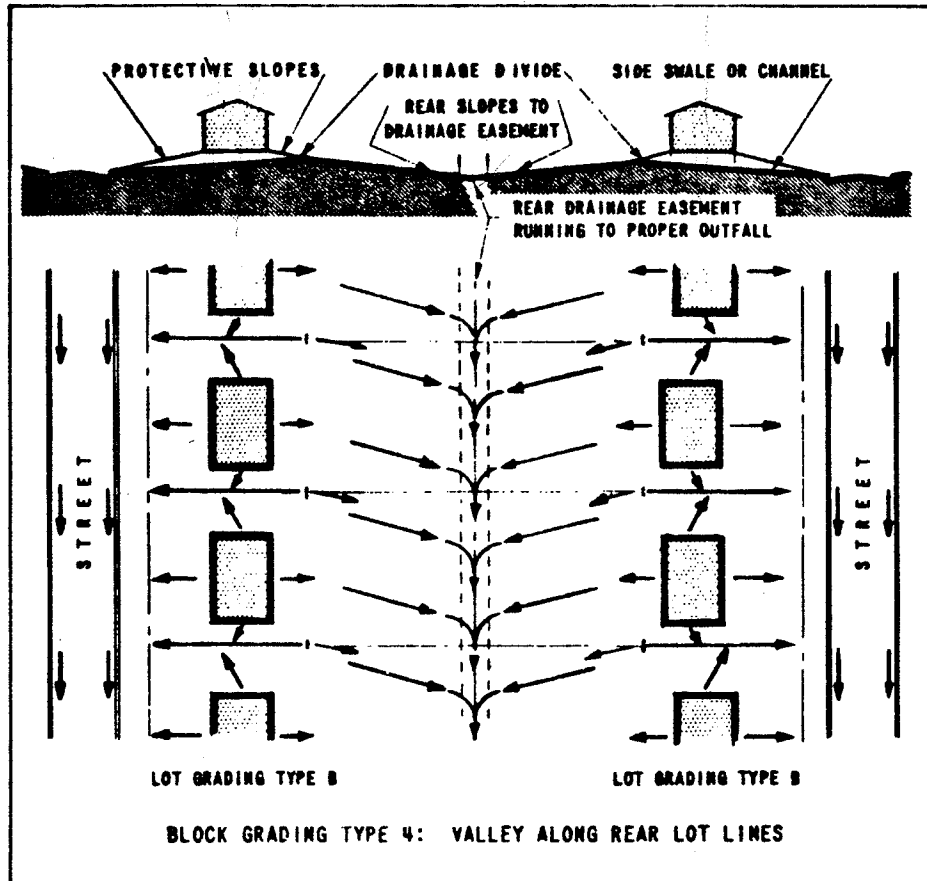 PROTECTIVE SLOPES
DRAINAGE DIVIDE
SIDE SWALE OR CHANNEL
REAR SLOPES TO
DRAINAGE EASEMENT
REAR DRAINAGE EASEMENT
RUNNING TO PROPER OUTFALL
STREET
STREET
LOT GRADING TYPE B
LOT GRADING TYPE B
BLOCK GRADING TYPE 4: VALLEY ALONG REAR LOT LINES